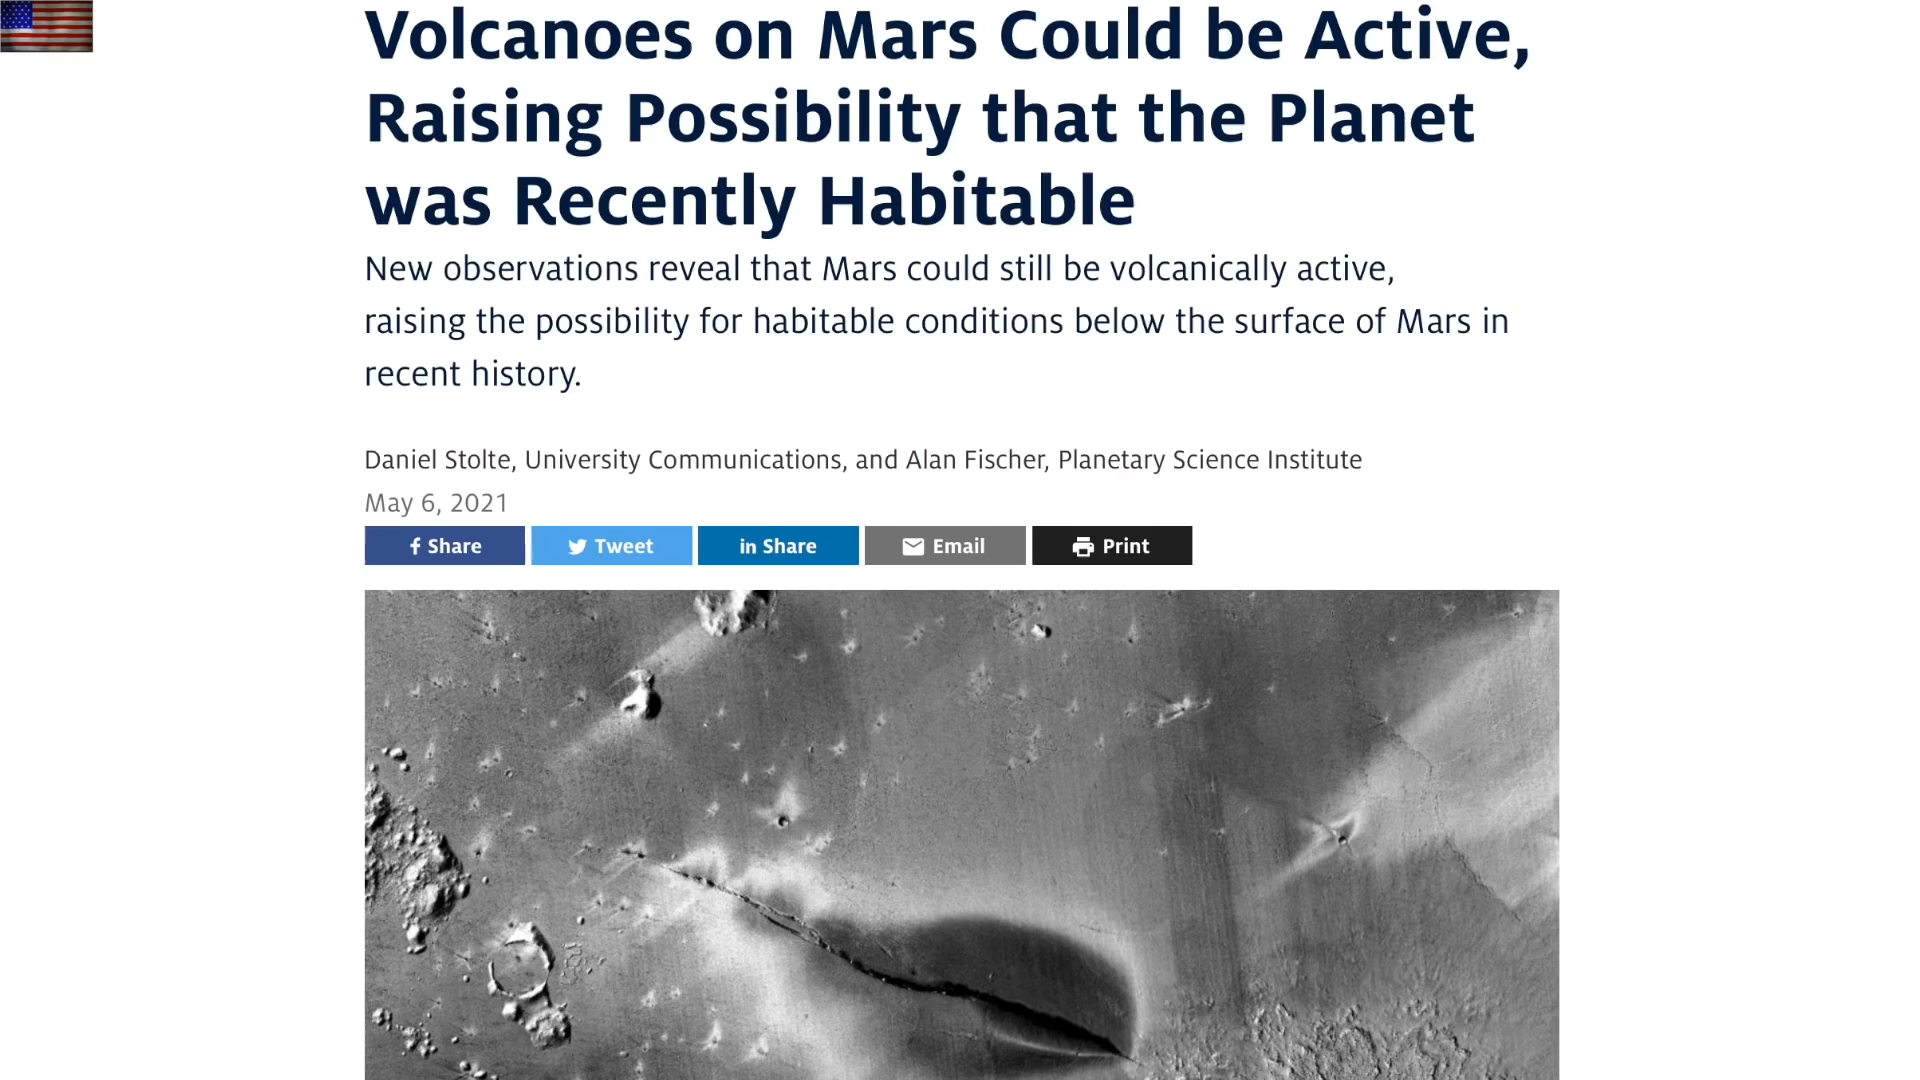 Volcanoes on Mars Could be Active,
Raising Possibility that the Planet
was Recently Habitable
New observations reveal that Mars could still be volcanically active,
raising the possibility for habitable conditions below the surface of Mars in
recent history.
Daniel Stolte, University Communications, and Alan Fischer, Planetary Science Institute
May 6, 2021
f Share
Tweet
in Share
Email
Print